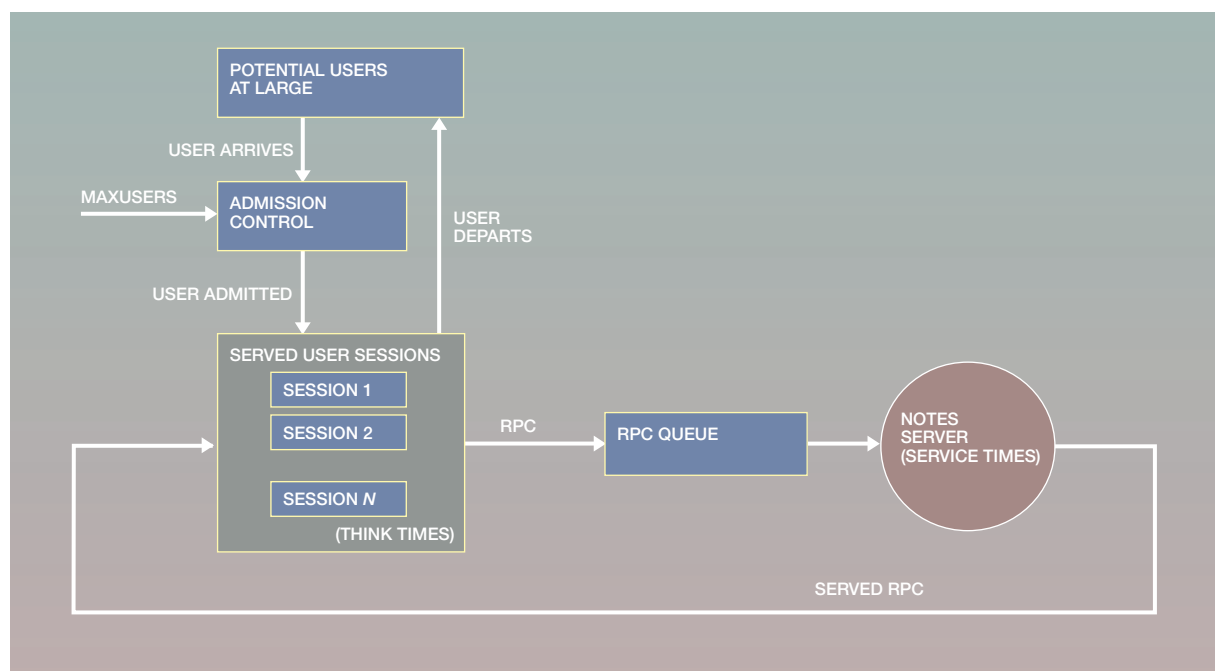 POTENTIAL USERS
AT LARGE
USER ARRIVES
MAXUSERS
ADMISSION
CONTROL
USER
DEPARTS
USER ADMITTED
SERVED USER SESSIONS
SESSION 1
SESSION 2
SESSION N
(THINK TIMES)
RPC
RPC QUEUE
NOTES
SERVER
(SERVICE TIMES)
SERVED RPC